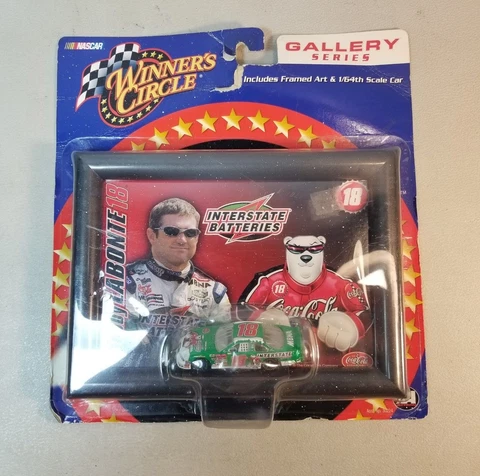 NASCAR
WINNER'S
CIRCLE
GALLERY
SERIES
Includes Framed Art & 1/64th Scale Car
LABONTE 18
INTERSTATE
BATTERIES
18
18
Coca-Cola
INTERSTATE
18
INTERSTATE
Coca-Cola